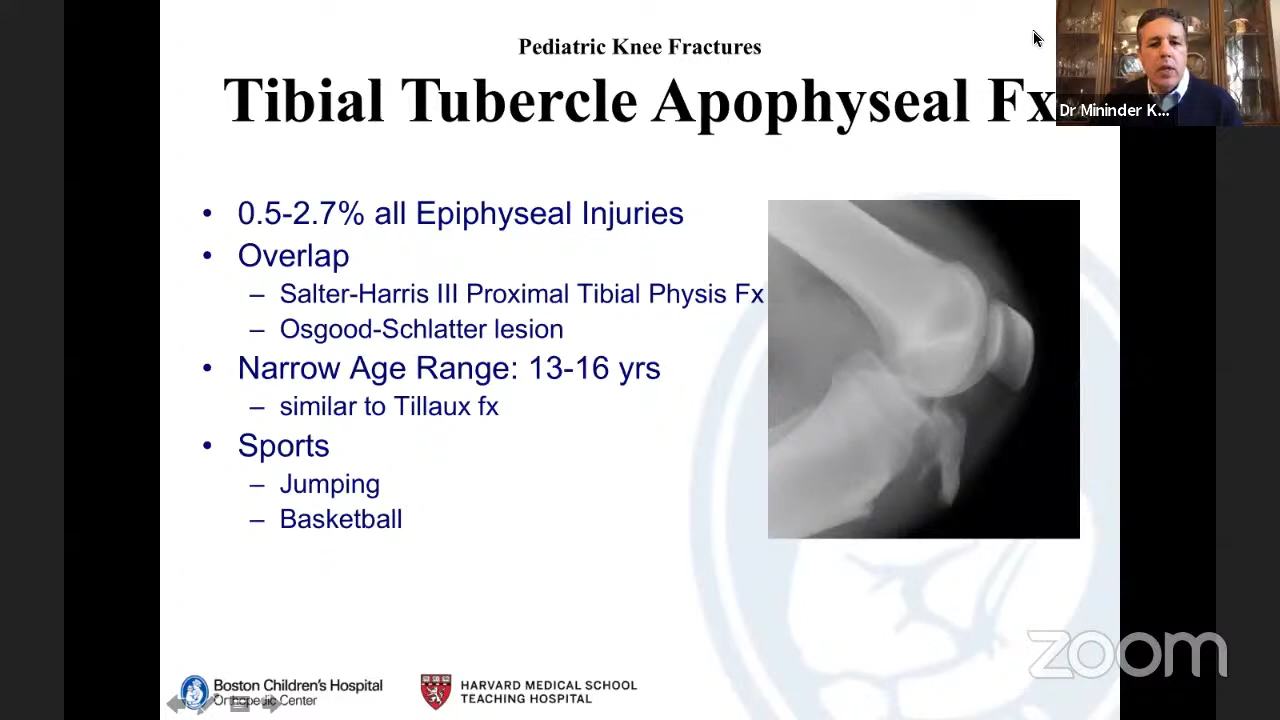 Pediatric Knee Fractures
Tibial Tubercle Apophyseal Fx
Dr Mininder K...
• 0.5-2.7% all Epiphyseal Injuries
• Overlap
– Salter-Harris III Proximal Tibial Physis Fx
– Osgood-Schlatter lesion
• Narrow Age Range: 13-16 yrs
– similar to Tillaux fx
• Sports
– Jumping
– Basketball
Boston Children's Hospital
Orthopedic Center
HARVARD MEDICAL SCHOOL
TEACHING HOSPITAL
zoom